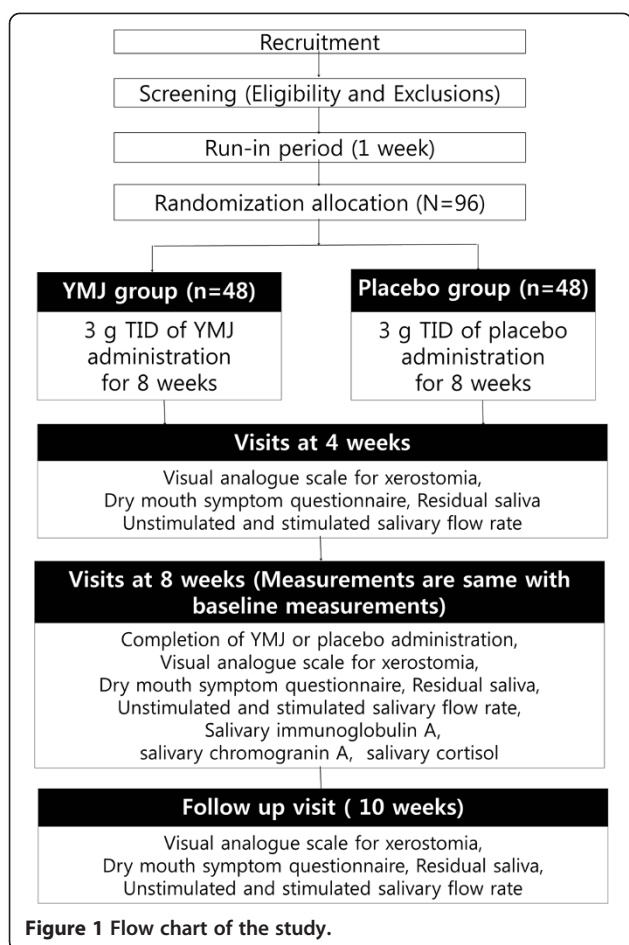 Recruitment
Screening (Eligibility and Exclusions)
Run-in period (1 week)
Randomization allocation (N=96)
YMJ group (n=48)
3 g TID of YMJ
administration
for 8 weeks
Placebo group (n=48)
3 g TID of placebo
administration
for 8 weeks
Visits at 4 weeks
Visual analogue scale for xerostomia,
Dry mouth symptom questionnaire, Residual saliva
Unstimulated and stimulated salivary flow rate
Visits at 8 weeks (Measurements are same with
baseline measurements)
Completion of YMJ or placebo administration,
Visual analogue scale for xerostomia,
Dry mouth symptom questionnaire, Residual saliva,
Unstimulated and stimulated salivary flow rate,
Salivary immunoglobulin A,
salivary chromogranin A, salivary cortisol
Follow up visit ( 10 weeks)
Visual analogue scale for xerostomia,
Dry mouth symptom questionnaire, Residual saliva,
Unstimulated and stimulated salivary flow rate
Figure 1 Flow chart of the study.